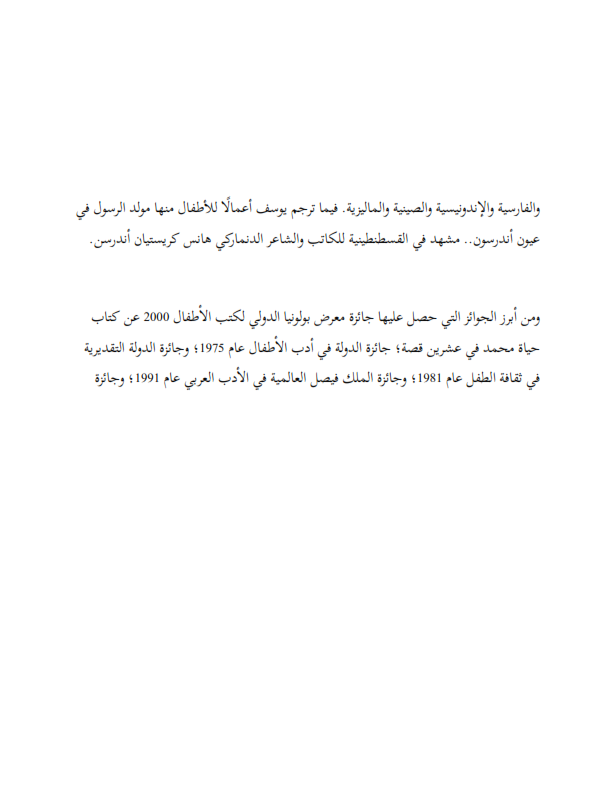 والفارسية والإندونيسية والصينية والماليزية. فيما ترجم يوسف أعمالًا للأطفال منها مولد الرسول في
عيون أندرسون.. مشهد في القسطنطينية للكاتب والشاعر الدنماركي هانس كريستيان أندرسن.
ومن أبرز الجوائز التي حصل عليها جائزة معرض بولونيا الدولي لكتب الأطفال 2000 عن كتاب
حياة محمد في عشرين قصة؛ جائزة الدولة في أدب الأطفال عام 1975؛ وجائزة الدولة التقديرية
في ثقافة الطفل عام 1981؛ وجائزة الملك فيصل العالمية في الأدب العربي عام 1991؛ وجائزة